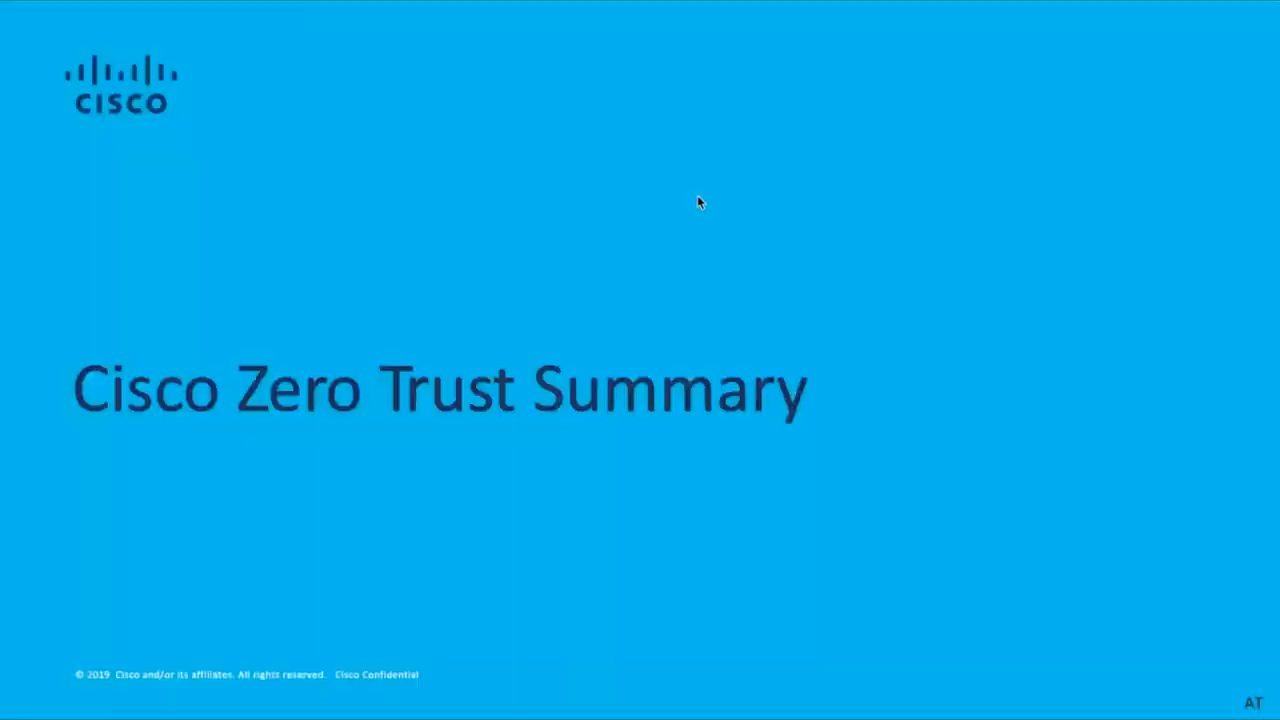 CISCO
Cisco Zero Trust Summary
© 2019 Cisco and/or its affiliates. All rights reserved. Cisco Confidential
AT